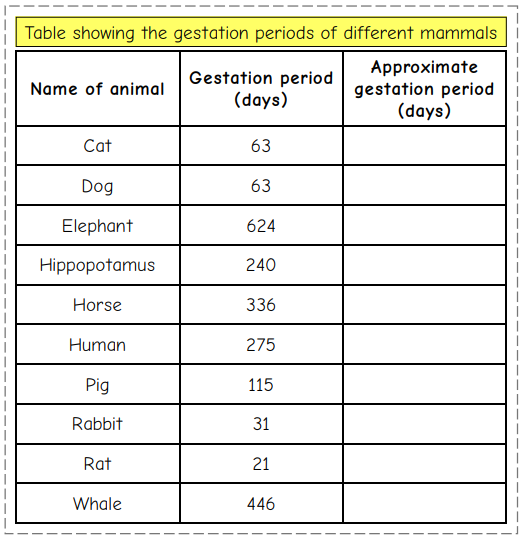 Table showing the gestation periods of different mammals
Name of animal
Gestation period
(days)
Approximate
gestation period
(days)
Cat 63
Dog 63
Elephant 624
Hippopotamus 240
Horse 336
Human 275
Pig 115
Rabbit 31
Rat 21
Whale 446